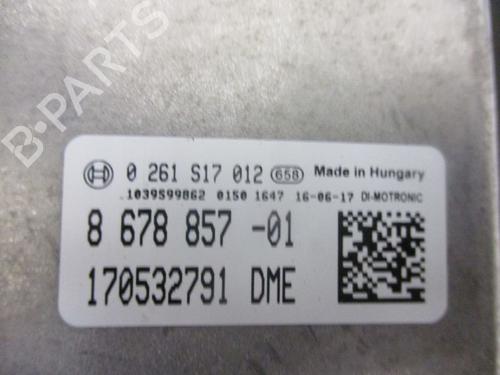 B-PARTS
0 261 S17 012 658 Made in Hungary
1039S99862 0150 1647 16-06-17 DI-MOTRONIC
8 678 857 -01
170532791 DME